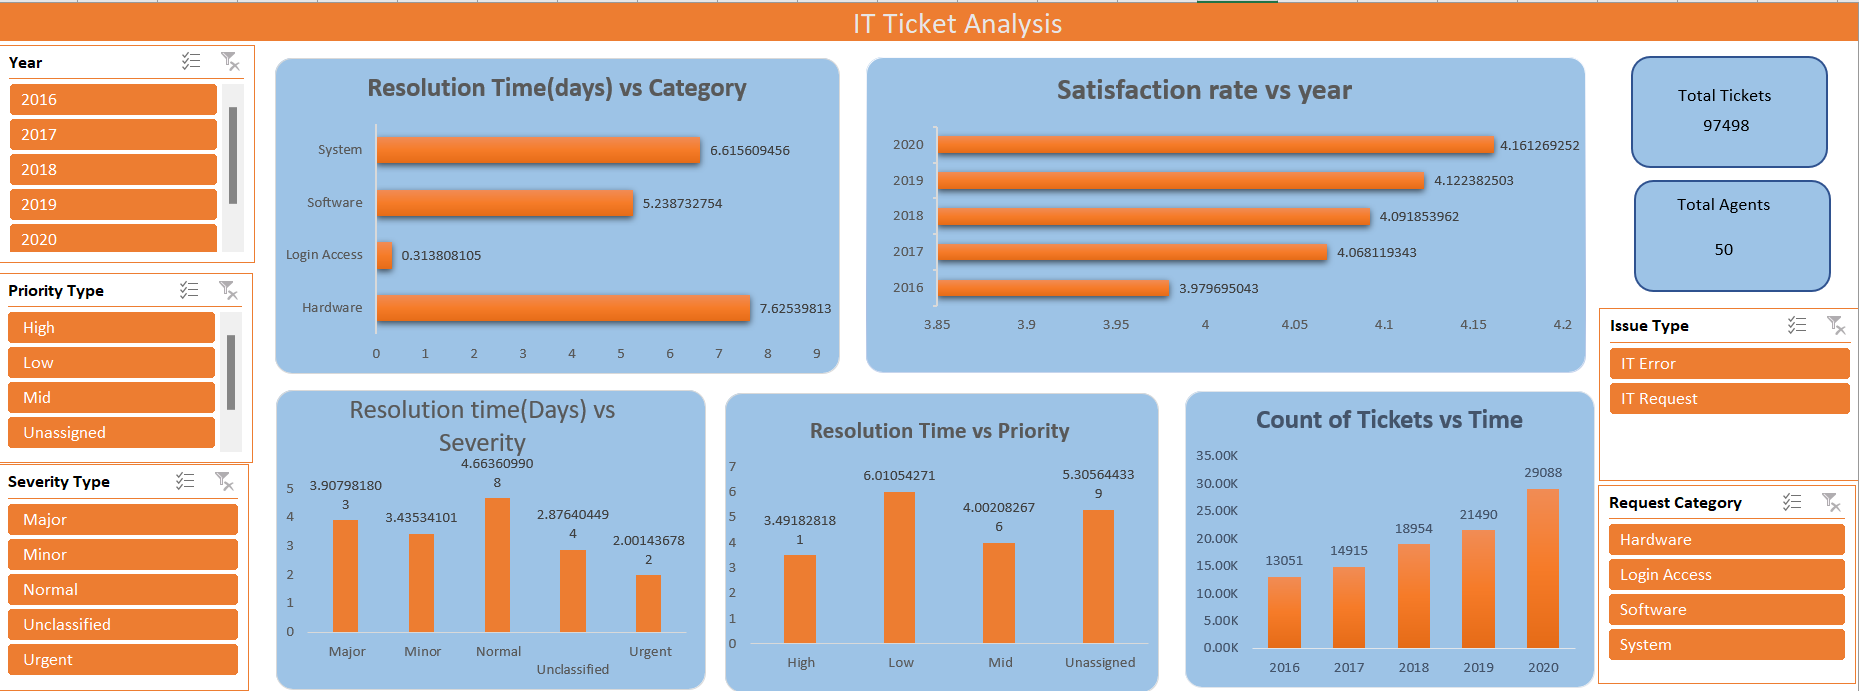 IT Ticket Analysis
Year
2016
2017
2018
2019
2020
Priority Type
High
Low
Mid
Unassigned
Severity Type
Major
Minor
Normal
Unclassified
Urgent
Resolution Time(days) vs Category
System
6.615609456
Software
5.238732754
Login Access
0.313808105
Hardware
7.62539813
0 1 2 3 4 5 6 7 8 9
Satisfaction rate vs year
2020
4.161269252
2019
4.122382503
2018
4.091853962
2017
4.068119343
2016
3.979695043
3.85 3.9 3.95 4 4.05 4.1 4.15 4.2
Total Tickets
97498
Total Agents
50
Resolution time(Days) vs
Severity
5
4
3
2
1
0
3.90798180
3
3.43534101
4.66360990
8
2.87640449
4
2.00143678
2
Major Minor Normal Unclassified Urgent
Resolution Time vs Priority
7
6
5
4
3
2
1
0
3.49182818
1
6.01054271
4.00208267
6
5.30564433
9
High Low Mid Unassigned
Count of Tickets vs Time
35.00K
30.00K
25.00K
20.00K
15.00K
10.00K
5.00K
0.00K
13051
14915
18954
21490
29088
2016 2017 2018 2019 2020
Issue Type
IT Error
IT Request
Request Category
Hardware
Login Access
Software
System